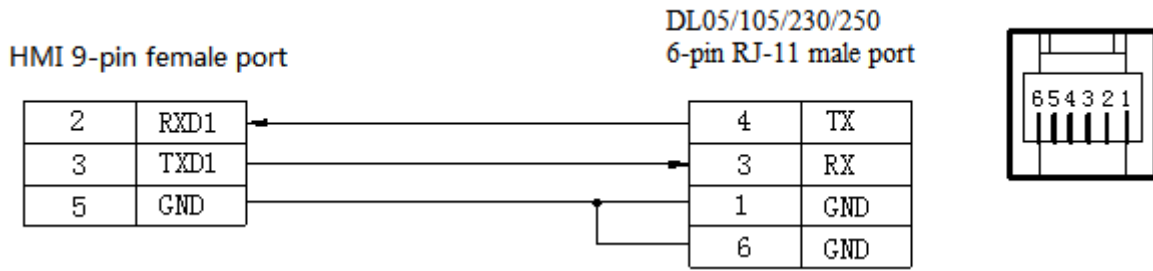 DL05/105/230/250
HMI 9-pin female port
6-pin RJ-11 male port
2 RXD1
4 TX
3 TXD1
3 RX
5 GND
1 GND
6 GND
654321